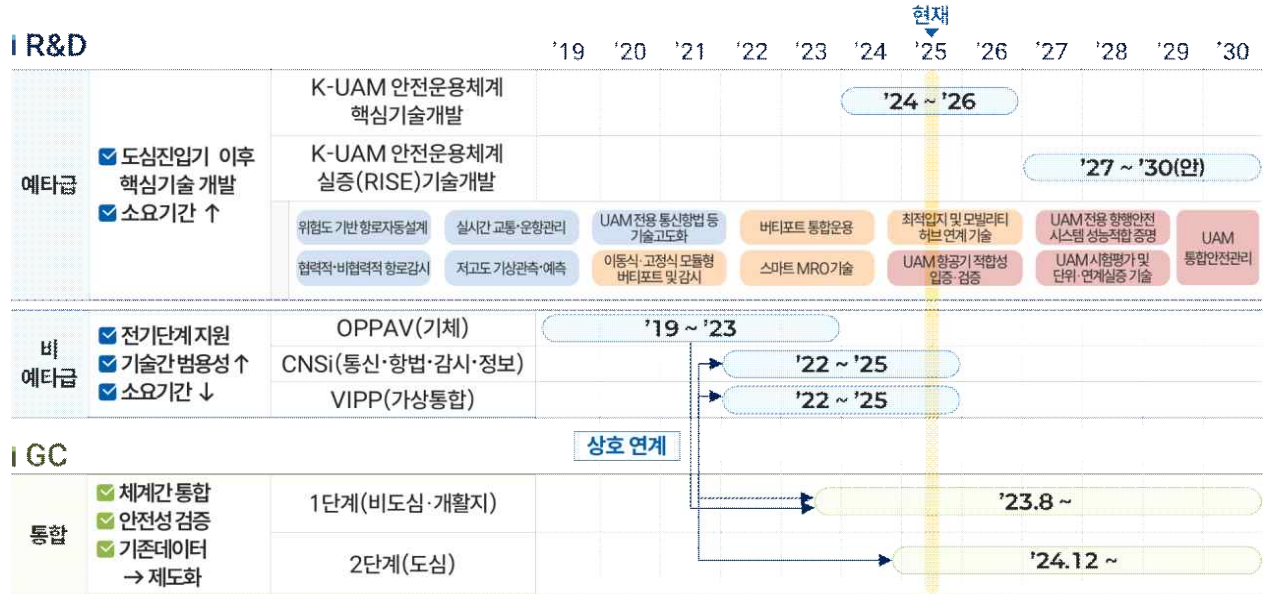 현재
R&D
'19 '20 '21 '22 '23 '24 '25 '26 '27 '28 '29 '30
예타급
도심진입기 이후
핵심기술 개발
소요기간 ↑
K-UAM 안전운용체계
핵심기술개발
'24 ~ '26
K-UAM 안전운용체계
실증(RISE)기술개발
'27 ~ '30(안)
위험도 기반 항로자동설계
실시간 교통·운항관리
UAM 전용 통신항법 등
기술고도화
버티포트 통합운용
최적입지 및 모빌리티
허브 연계 기술
UAM 전용 항행안전
시스템 성능적합 증명
UAM
통합안전관리
협력적·비협력적 항로감시
저고도 기상관측·예측
이동식·고정식 모듈형
버티포트 및 감시
스마트 MRO 기술
UAM 항공기 적합성
입증·검증
UAM 시험평가 및
단위·연계실증 기술
비
예타급
전기단계 지원
기술간 범용성 ↑
소요기간 ↓
OPPAV(기체)
'19 ~ '23
CNSi(통신·항법·감시·정보)
'22 ~ '25
VIPP(가상통합)
'22 ~ '25
상호 연계
GC
통합
체계간 통합
안전성 검증
기존데이터
→ 제도화
1단계(비도심·개활지)
'23.8 ~
2단계(도심)
'24.12 ~